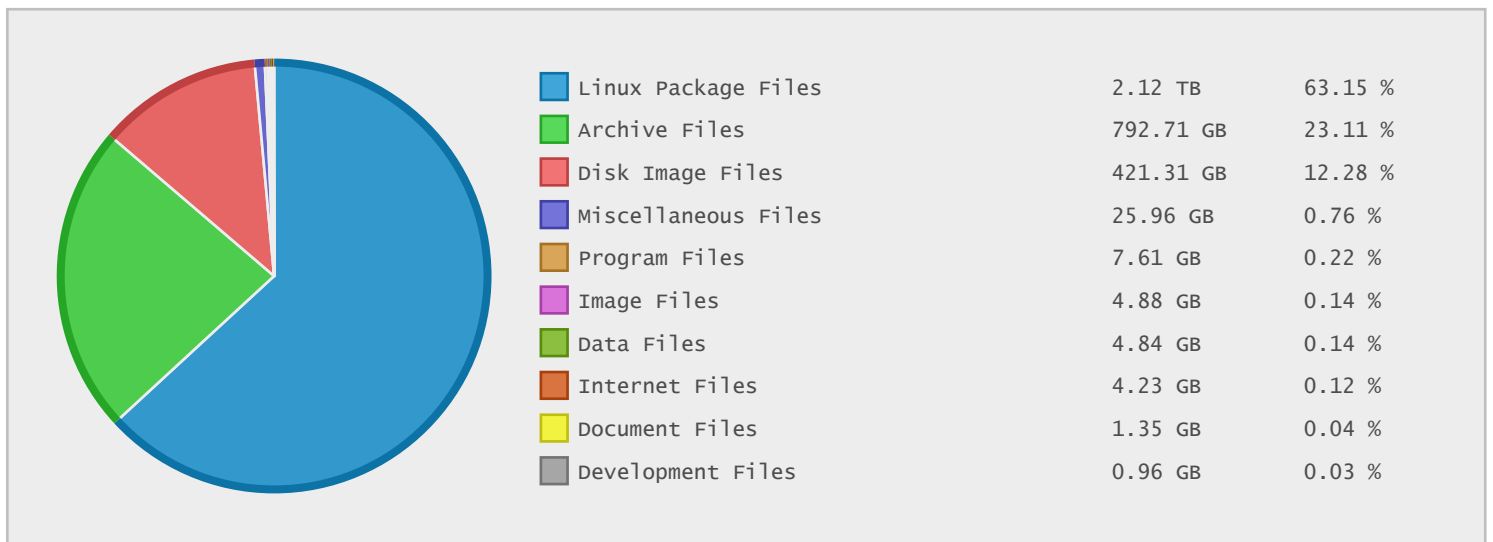 Linux Package Files 2.12 TB 63.15 %
Archive Files 792.71 GB 23.11 %
Disk Image Files 421.31 GB 12.28 %
Miscellaneous Files 25.96 GB 0.76 %
Program Files 7.61 GB 0.22 %
Image Files 4.88 GB 0.14 %
Data Files 4.84 GB 0.14 %
Internet Files 4.23 GB 0.12 %
Document Files 1.35 GB 0.04 %
Development Files 0.96 GB 0.03 %